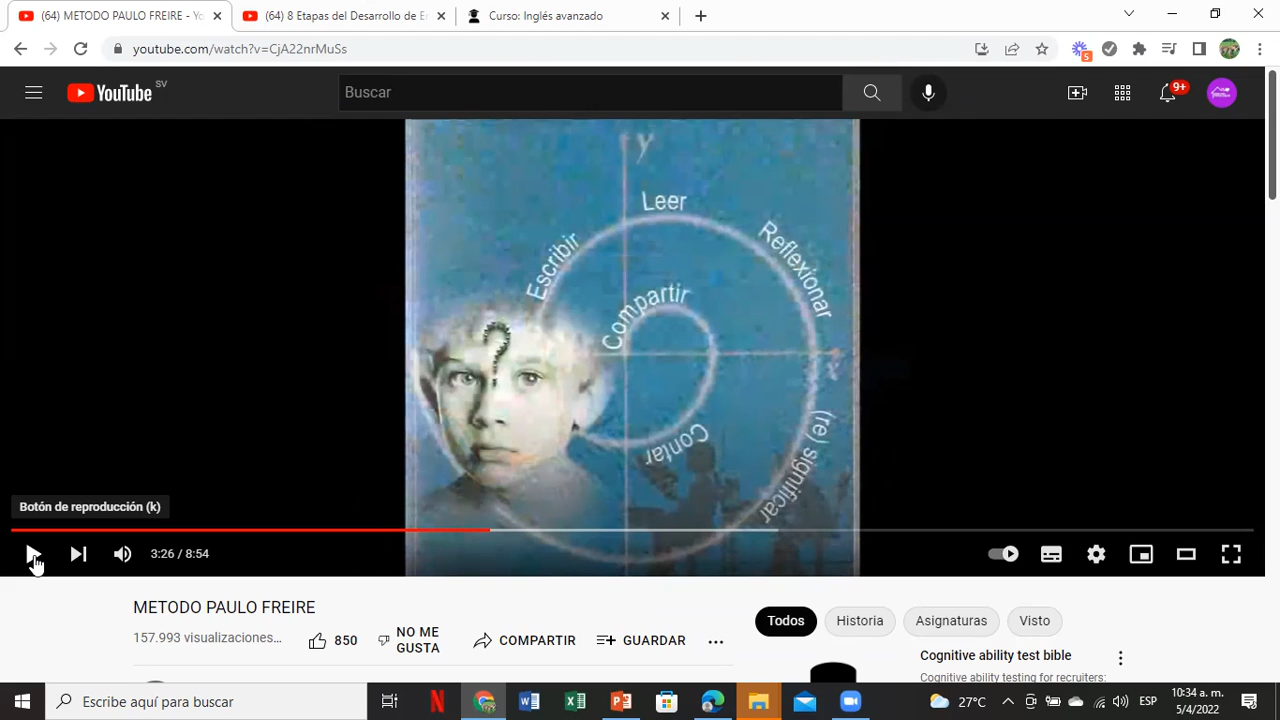 (64) METODO PAULO FREIRE - Yo
(64) 8 Etapas del Desarrollo de E
Curso: Inglés avanzado
youtube.com/watch?v=CjA22nrMuSs
5
YouTube SV
Buscar
9+
y
Leer
Escribir
Reflexionar
Compartir
?
x
Contar
(re) significar
Botón de reproducción (k)
3:26 / 8:54
METODO PAULO FREIRE
Todos
Historia
Asignaturas
Visto
157.993 visualizaciones...
850
NO ME
GUSTA
COMPARTIR
GUARDAR
Cognitive ability test bible
Cognitive ability testing for recruiters:
Escribe aquí para buscar
27°C
ESP
10:34 a. m.
5/4/2022